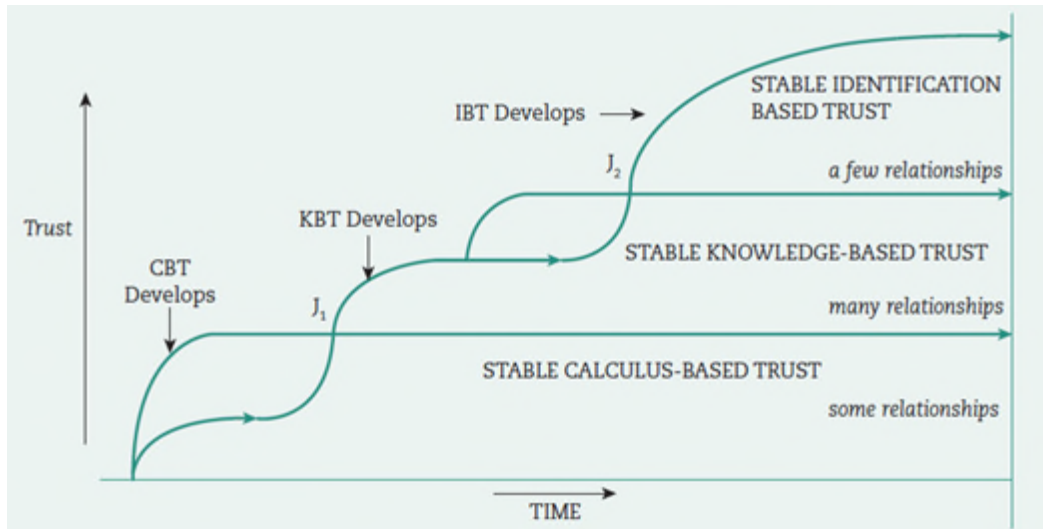 STABLE IDENTIFICATION
BASED TRUST
IBT Develops
J2
a few relationships
Trust
KBT Develops
STABLE KNOWLEDGE-BASED TRUST
CBT
Develops
J1
many relationships
STABLE CALCULUS-BASED TRUST
some relationships
TIME